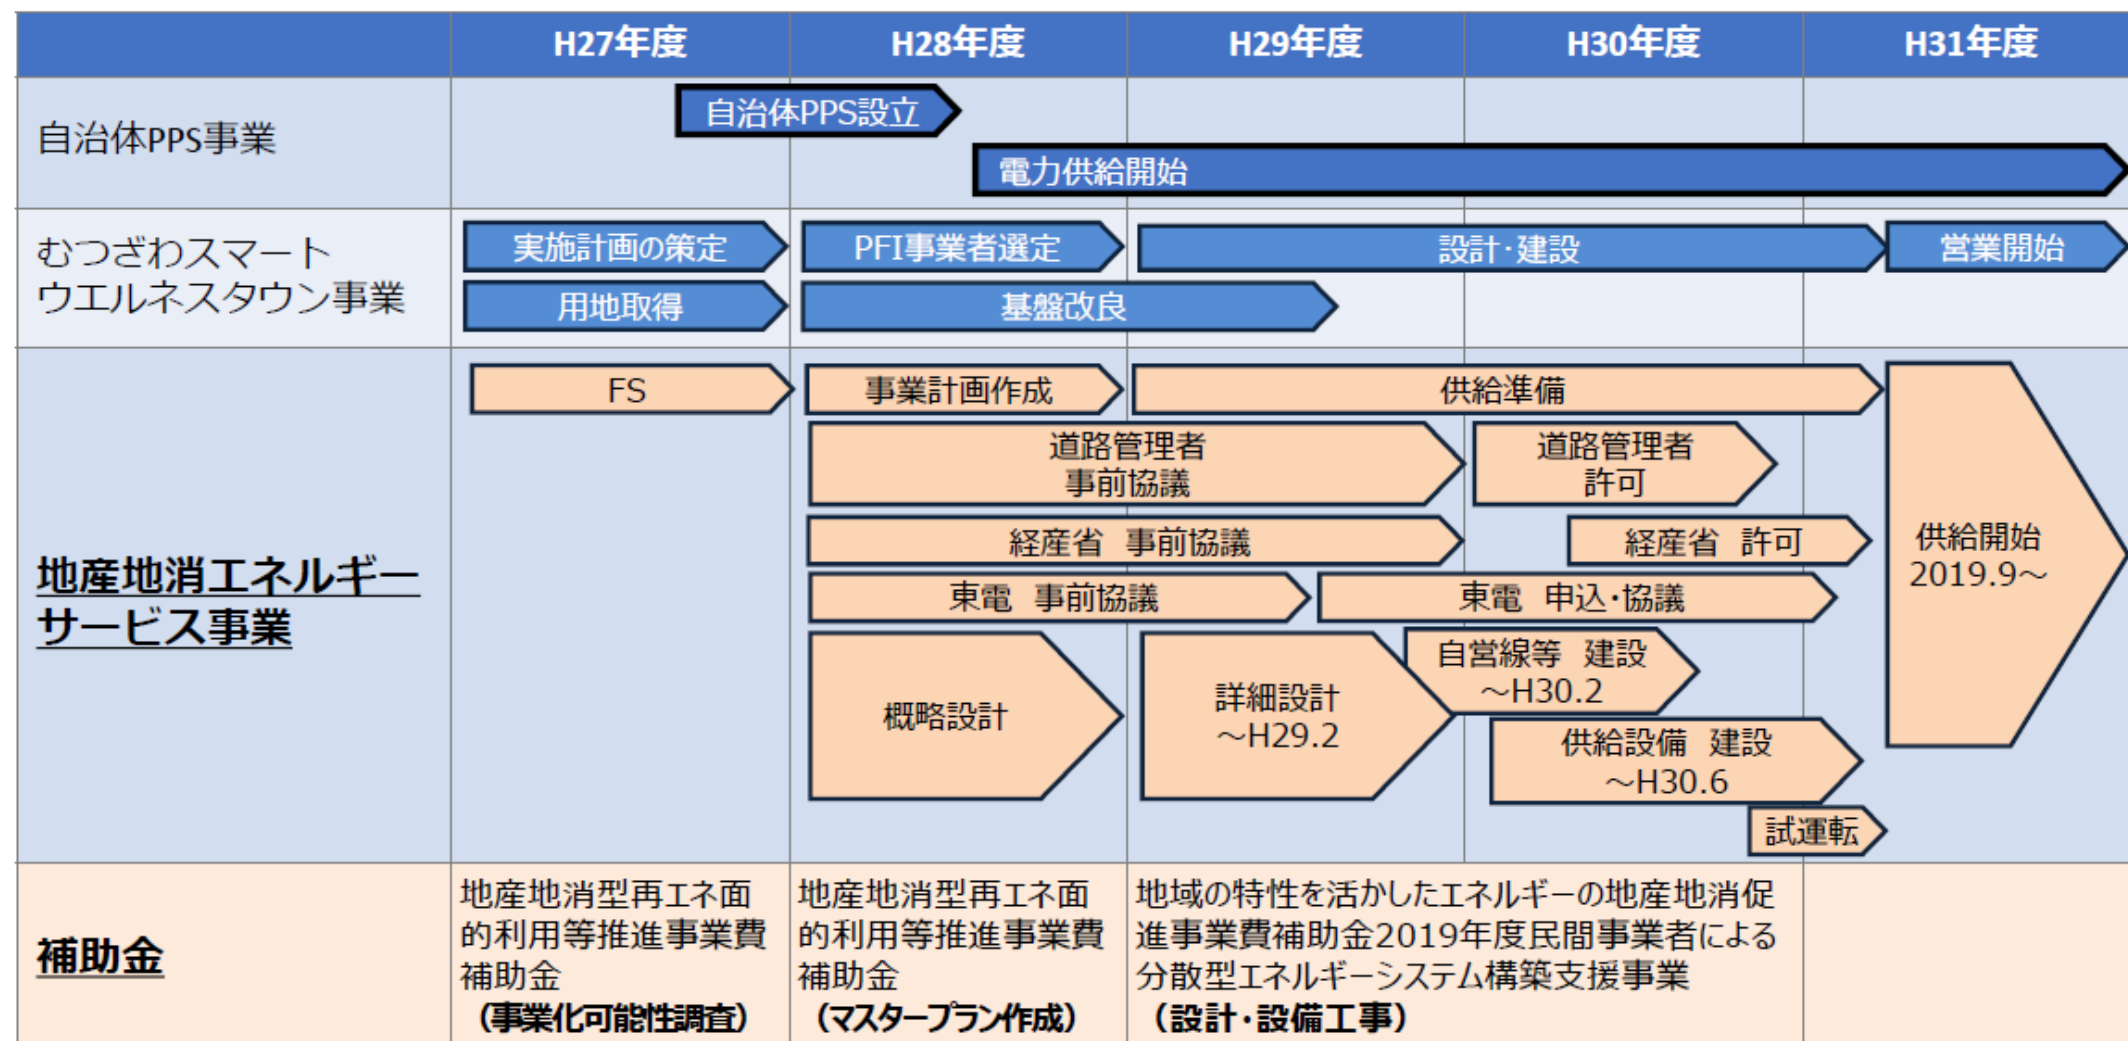 H27年度 H28年度 H29年度 H30年度 H31年度
自治体PPS事業
自治体PPS設立
電力供給開始
むつざわスマート
ウエルネスタウン事業
実施計画の策定 PFI事業者選定 設計・建設 営業開始
用地取得 基盤改良
地産地消エネルギー
サービス事業
FS 事業計画作成 供給準備
道路管理者
事前協議
道路管理者
許可
経産省 事前協議 経産省 許可
東電 事前協議 東電 申込・協議
概略設計
詳細設計
～H29.2
自営線等 建設
～H30.2
供給設備 建設
～H30.6
試運転
供給開始
2019.9～
補助金
地産地消型再エネ面
的利用等推進事業費
補助金
（事業化可能性調査）
地産地消型再エネ面
的利用等推進事業費
補助金
（マスタープラン作成）
地域の特性を活かしたエネルギーの地産地消促
進事業費補助金2019年度民間事業者による
分散型エネルギーシステム構築支援事業
（設計・設備工事）